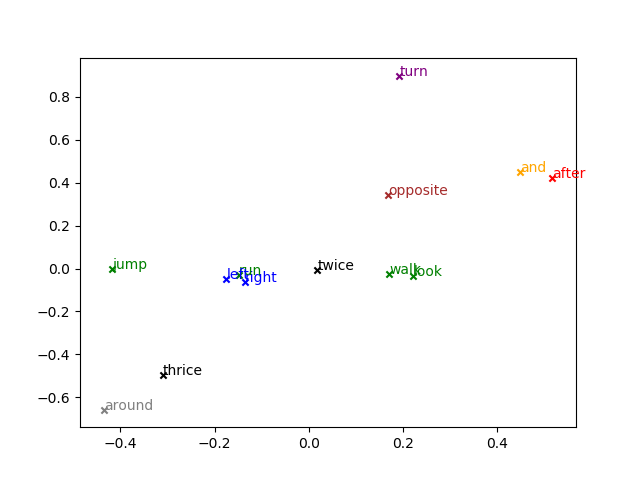 turn
0.8
0.6
and
after
0.4
opposite
0.2
jump
left
run
right
twice
walk
look
0.0
−0.2
thrice
−0.4
around
−0.6
−0.4
−0.2
0.0
0.2
0.4